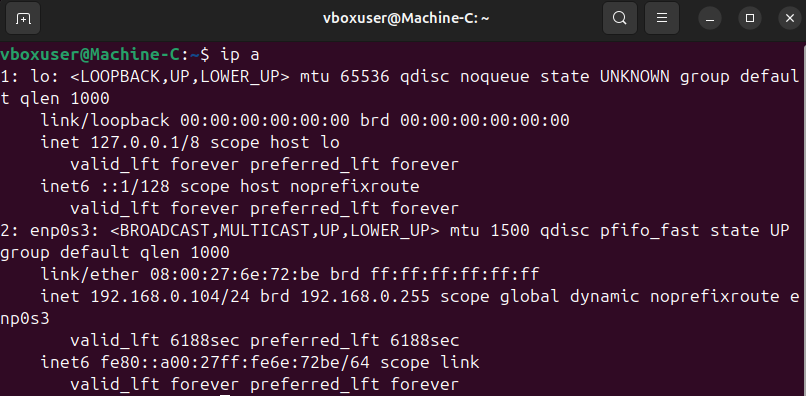 vboxuser@Machine-C: ~
vboxuser@Machine-C:~$ ip a
1: lo: <LOOPBACK,UP,LOWER_UP> mtu 65536 qdisc noqueue state UNKNOWN group defaul
t qlen 1000
    link/loopback 00:00:00:00:00:00 brd 00:00:00:00:00:00
    inet 127.0.0.1/8 scope host lo
       valid_lft forever preferred_lft forever
    inet6 ::1/128 scope host noprefixroute
       valid_lft forever preferred_lft forever
2: enp0s3: <BROADCAST,MULTICAST,UP,LOWER_UP> mtu 1500 qdisc pfifo_fast state UP
group default qlen 1000
    link/ether 08:00:27:6e:72:be brd ff:ff:ff:ff:ff:ff
    inet 192.168.0.104/24 brd 192.168.0.255 scope global dynamic noprefixroute e
np0s3
       valid_lft 6188sec preferred_lft 6188sec
    inet6 fe80::a00:27ff:fe6e:72be/64 scope link
       valid_lft forever preferred_lft forever